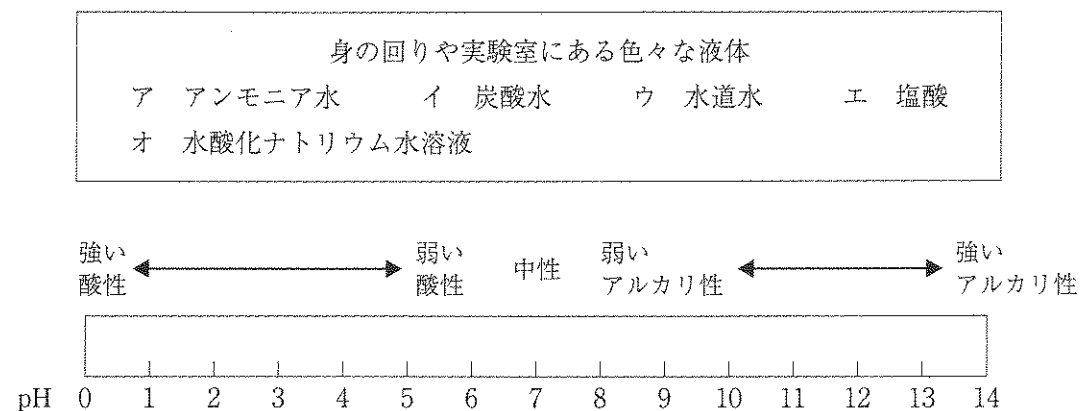 身の回りや実験室にある色々な液体
ア アンモニア水 イ 炭酸水 ウ 水道水 エ 塩酸
オ 水酸化ナトリウム水溶液
強い 弱い 中性 弱い 強い
酸性 酸性 アルカリ性 アルカリ性
pH 0 1 2 3 4 5 6 7 8 9 10 11 12 13 14